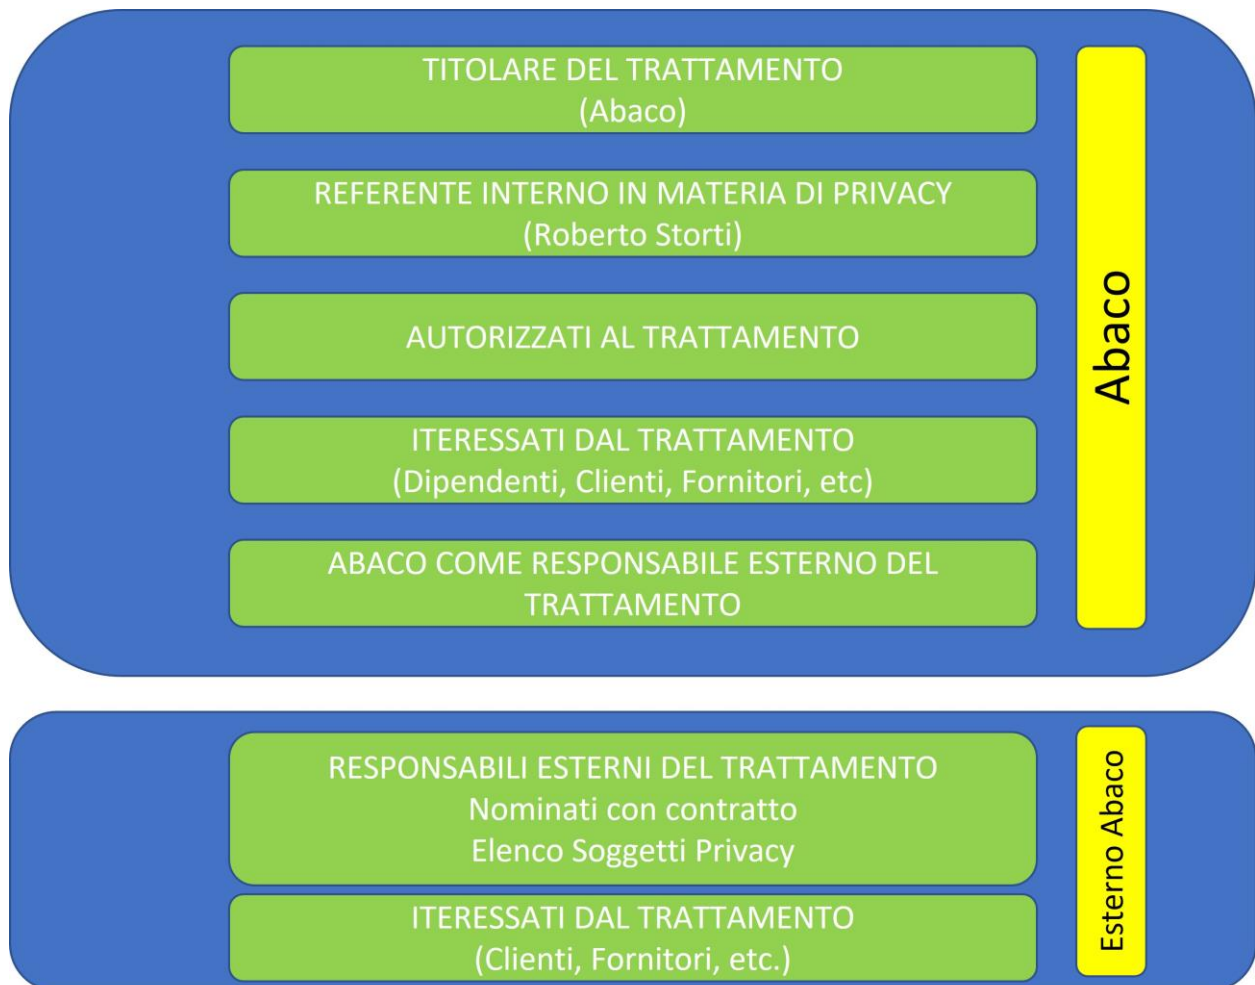 TITOLARE DEL TRATTAMENTO
(Abaco)
REFERENTE INTERNO IN MATERIA DI PRIVACY
(Roberto Storti)
AUTORIZZATI AL TRATTAMENTO
ITERESSATI DAL TRATTAMENTO
(Dipendenti, Clienti, Fornitori, etc)
ABACO COME RESPONSABILE ESTERNO DEL
TRATTAMENTO
Abaco
RESPONSABILI ESTERNI DEL TRATTAMENTO
Nominati con contratto
Elenco Soggetti Privacy
ITERESSATI DAL TRATTAMENTO
(Clienti, Fornitori, etc.)
Esterno Abaco